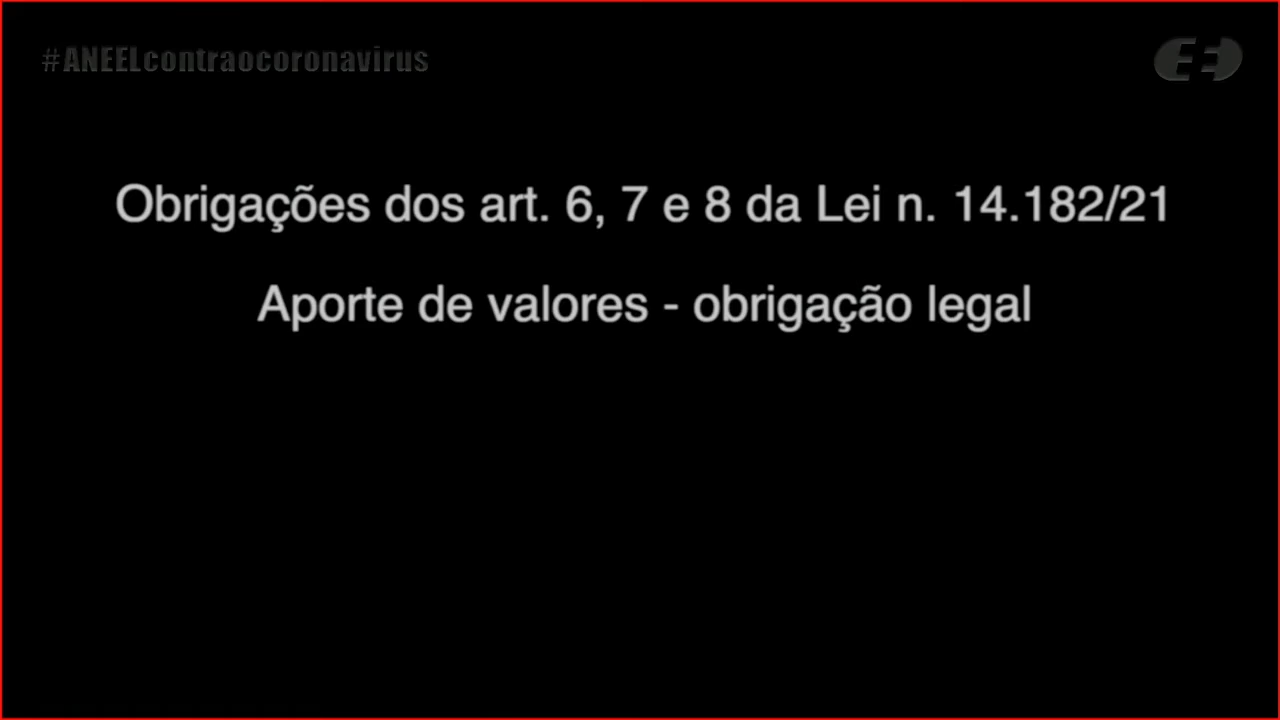 #ANEELcontraocoronavirus
Obrigações dos art. 6, 7 e 8 da Lei n. 14.182/21
Aporte de valores - obrigação legal